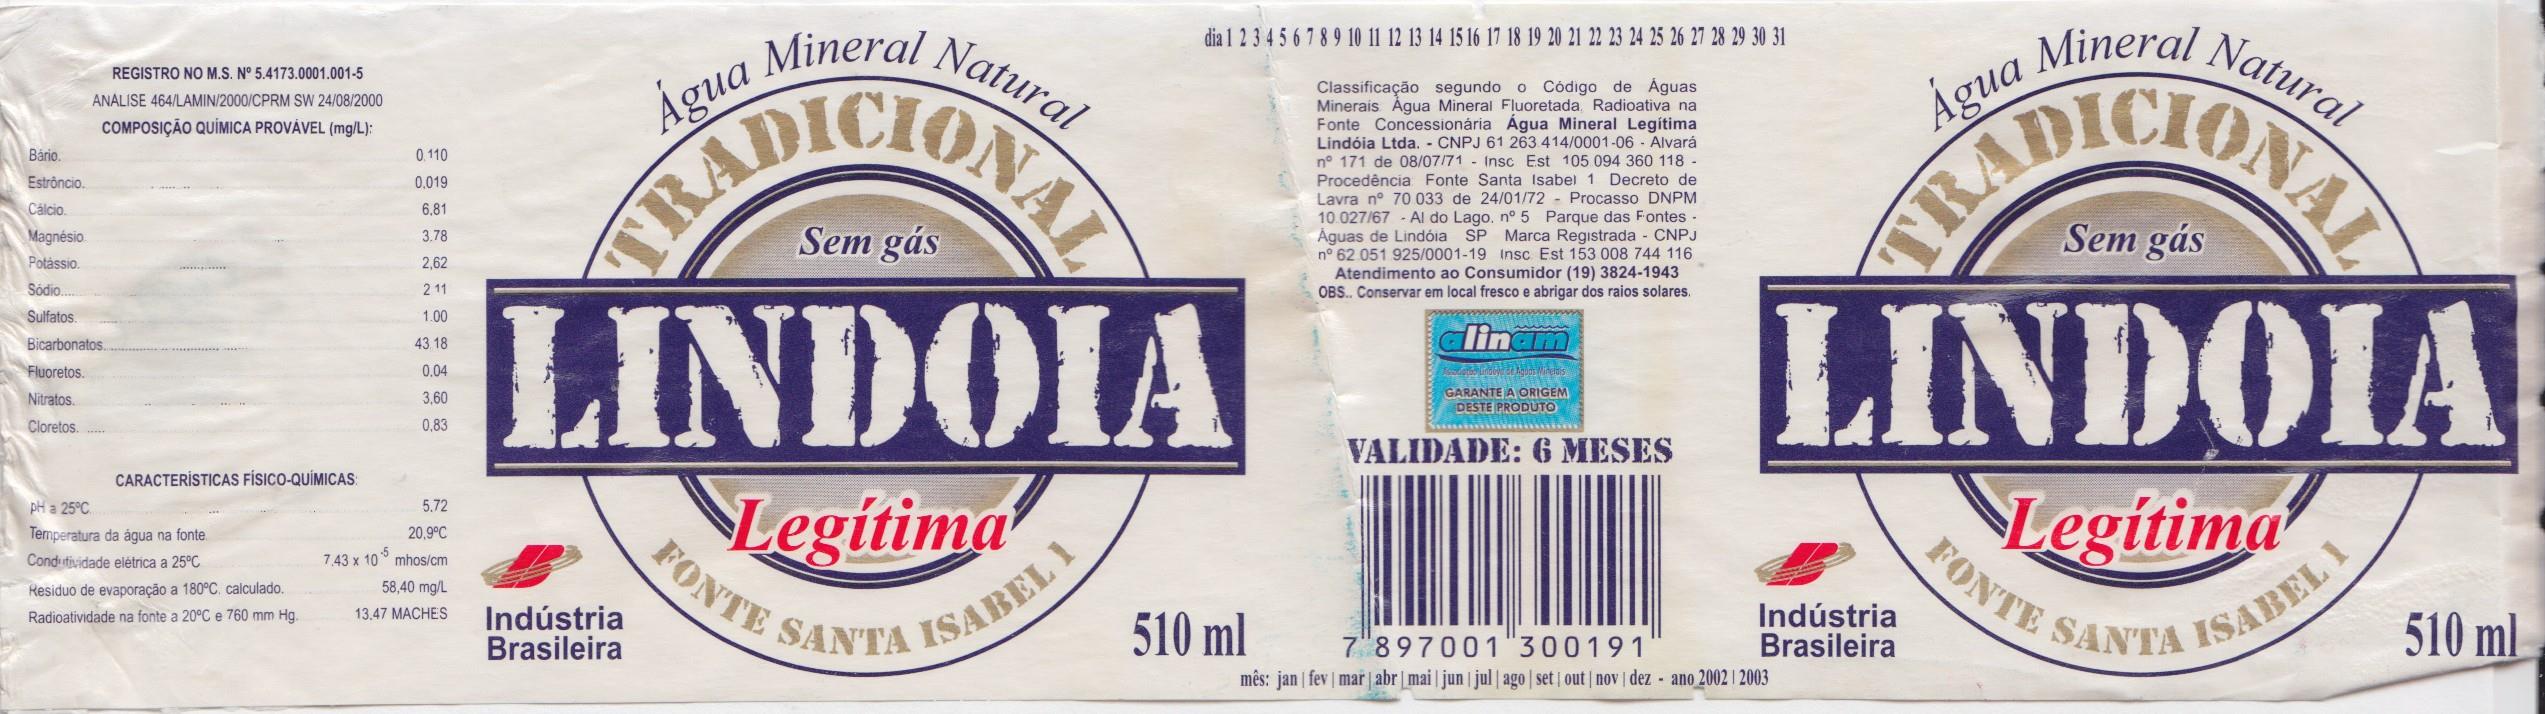 REGISTRO NO M.S. Nº 5.4173.0001.001-5
ANÁLISE 464/LAMIN/2000/CPRM SW 24/08/2000
COMPOSIÇÃO QUÍMICA PROVÁVEL (mg/L):
Bário. 0,110
Estrôncio. 0,019
Cálcio. 6,81
Magnésio 3.78
Potássio. 2,62
Sódio.... 2 11
Sulfatos. 1.00
Bicarbonatos. 43,18
Fluoretos. 0,04
Nitratos. 3,60
Cloretos. 0,83
CARACTERÍSTICAS FÍSICO-QUÍMICAS:
pH a 25ºC 5,72
Temperatura da água na fonte. 20,9ºC
Condutividade elétrica a 25ºC 7,43 x 10⁻⁵ mhos/cm
Resíduo de evaporação a 180ºC. calculado. 58,40 mg/L
Radioatividade na fonte a 20ºC e 760 mm Hg. 13,47 MACHES
Água Mineral Natural
TRADICIONAL
Sem gás
LINDOIA
Legítima
FONTE SANTA ISABEL 1
Indústria
Brasileira
510 ml
dia 1 2 3 4 5 6 7 8 9 10 11 12 13 14 15 16 17 18 19 20 21 22 23 24 25 26 27 28 29 30 31
Classificação segundo o Código de Águas
Minerais Água Mineral Fluoretada, Radioativa na
Fonte Concessionária Água Mineral Legítima
Lindóia Ltda. - CNPJ 61 263 414/0001-06 - Alvará
nº 171 de 08/07/71 - Insc Est 105 094 360 118 -
Procedência Fonte Santa Isabel 1 Decreto de
Lavra nº 70 033 de 24/01/72 - Procasso DNPM
10.027/67 - Al do Lago, nº 5 Parque das Fontes -
Águas de Lindóia SP Marca Registrada - CNPJ
nº 62 051 925/0001-19 Insc Est 153 008 744 116
Atendimento ao Consumidor (19) 3824-1943
OBS.. Conservar em local fresco e abrigar dos raios solares.
alinam
Associação Lindoya de Águas Minerais
GARANTE A ORIGEM
DESTE PRODUTO
VALIDADE: 6 MESES
7 897001 300191
mês: jan | fev | mar | abr | mai | jun | jul | ago | set | out | nov | dez - ano 2002 | 2003
Água Mineral Natural
TRADICIONAL
Sem gás
LINDOIA
Legítima
FONTE SANTA ISABEL 1
Indústria
Brasileira
510 ml